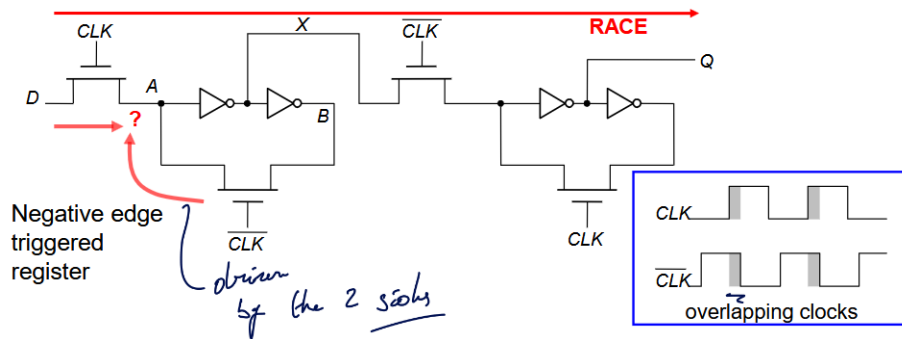 RACE
CLK
X
CLK
D
A
B
Q
?
Negative edge
triggered
register
CLK
CLK
driven
by the 2 sides
CLK
CLK
overlapping clocks